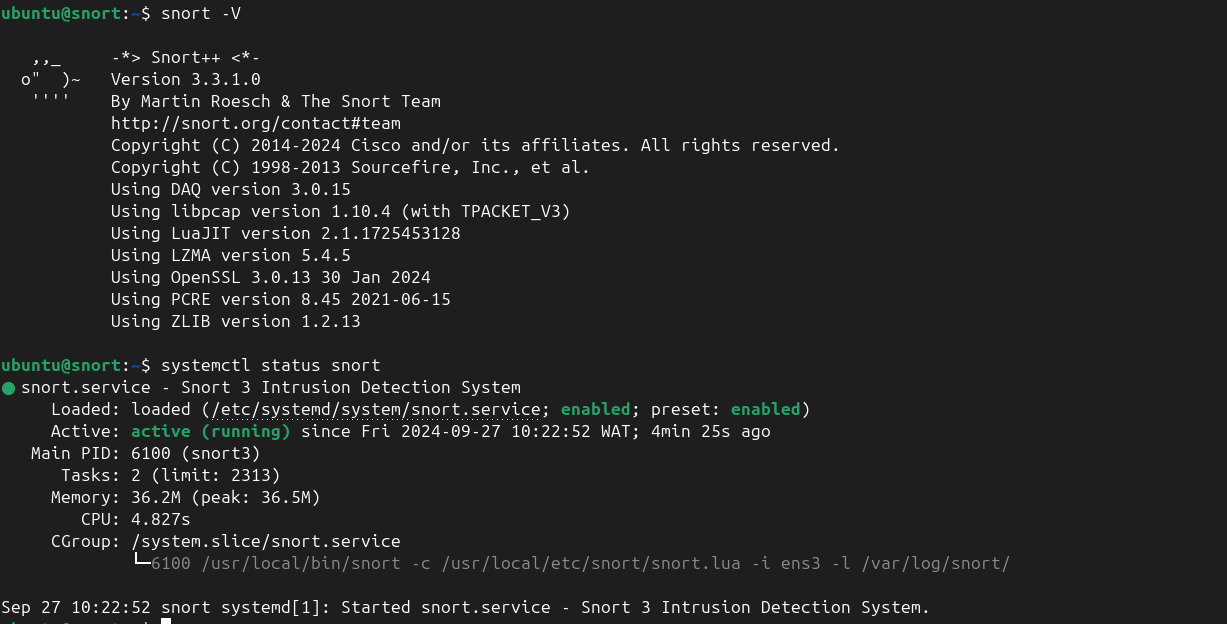 ubuntu@snort:~$ snort -V
,,_ -*> Snort++ <*-
o" )~ Version 3.3.1.0
'''' By Martin Roesch & The Snort Team
http://snort.org/contact#team
Copyright (C) 2014-2024 Cisco and/or its affiliates. All rights reserved.
Copyright (C) 1998-2013 Sourcefire, Inc., et al.
Using DAQ version 3.0.15
Using libpcap version 1.10.4 (with TPACKET_V3)
Using LuaJIT version 2.1.1725453128
Using LZMA version 5.4.5
Using OpenSSL 3.0.13 30 Jan 2024
Using PCRE version 8.45 2021-06-15
Using ZLIB version 1.2.13
ubuntu@snort:~$ systemctl status snort
● snort.service - Snort 3 Intrusion Detection System
Loaded: loaded (/etc/systemd/system/snort.service; enabled; preset: enabled)
Active: active (running) since Fri 2024-09-27 10:22:52 WAT; 4min 25s ago
Main PID: 6100 (snort3)
Tasks: 2 (limit: 2313)
Memory: 36.2M (peak: 36.5M)
CPU: 4.827s
CGroup: /system.slice/snort.service
└─6100 /usr/local/bin/snort -c /usr/local/etc/snort/snort.lua -i ens3 -l /var/log/snort/
Sep 27 10:22:52 snort systemd[1]: Started snort.service - Snort 3 Intrusion Detection System.